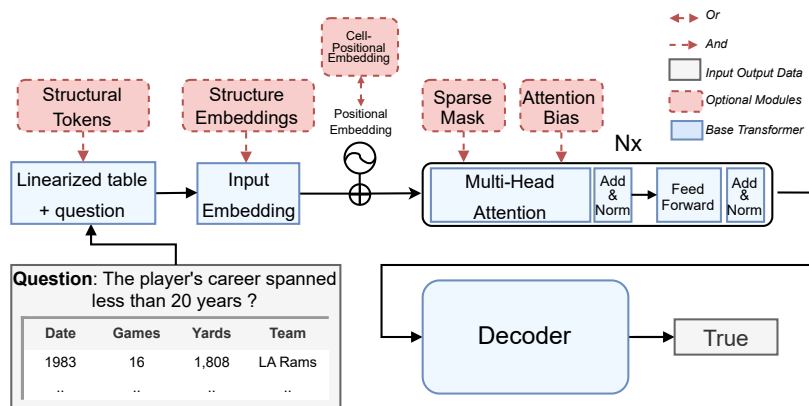 Cell-
Positional
Embedding
Or
And
Input Output Data
Optional Modules
Base Transformer
Structural
Tokens
Structure
Embeddings
Positional
Embedding
Sparse
Mask
Attention
Bias
Nx
Linearized table
+ question
Input
Embedding
Multi-Head
Attention
Add
&
Norm
Feed
Forward
Add
&
Norm
Question: The player's career spanned
less than 20 years ?
Date Games Yards Team
1983 16 1,808 LA Rams
.. .. .. ..
Decoder
True